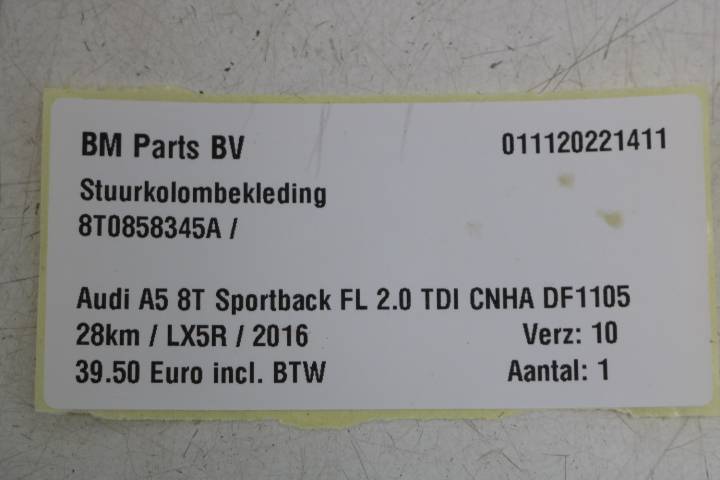 BM Parts BV 011120221411
Stuurkolombekleding
8T0858345A /
Audi A5 8T Sportback FL 2.0 TDI CNHA DF1105
28km / LX5R / 2016 Verz: 10
39.50 Euro incl. BTW Aantal: 1